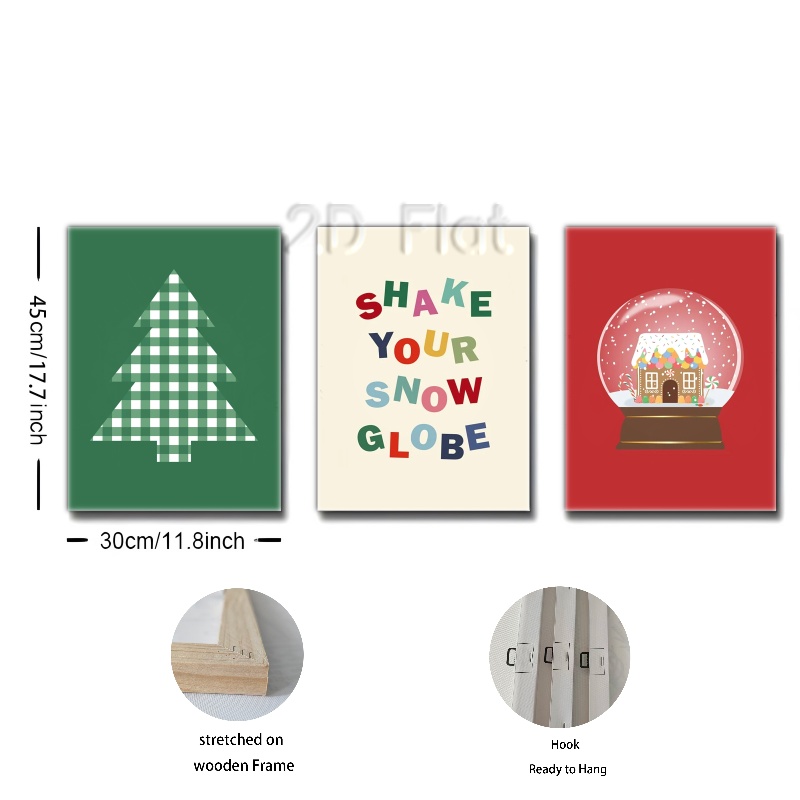 2D Flat
SHAKE
YOUR
SNOW
GLOBE
45cm/17.7inch
30cm/11.8inch
stretched on
wooden Frame
Hook
Ready to Hang